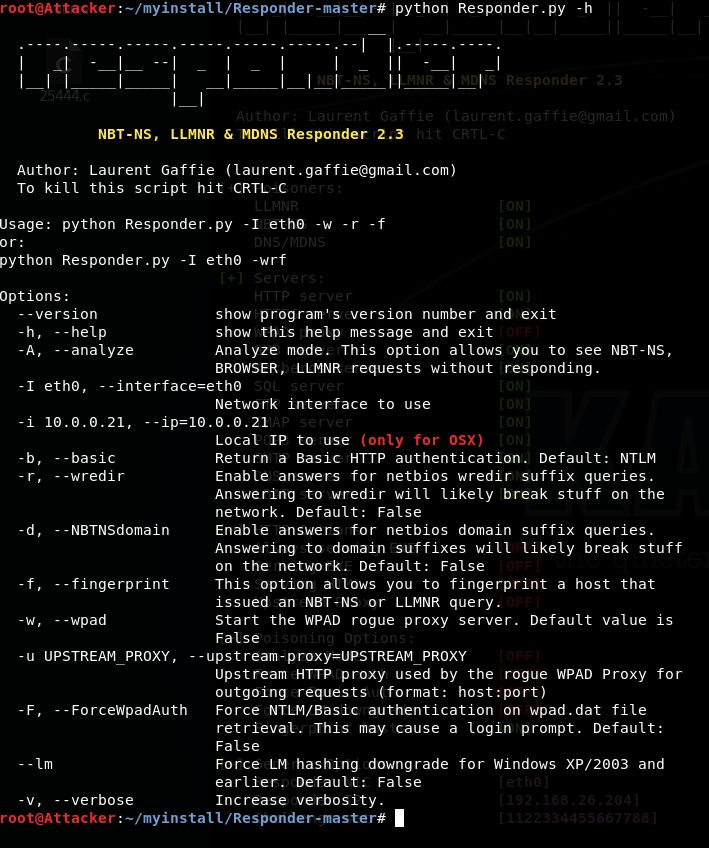 root@Attacker:~/myinstall/Responder-master# python Responder.py -h
NBT-NS, LLMNR & MDNS Responder 2.3
Author: Laurent Gaffie (laurent.gaffie@gmail.com)
To kill this script hit CRTL-C
Usage: python Responder.py -I eth0 -w -r -f
or:
python Responder.py -I eth0 -wrf
Options:
--version show program's version number and exit
-h, --help show this help message and exit
-A, --analyze Analyze mode. This option allows you to see NBT-NS,
BROWSER, LLMNR requests without responding.
-I eth0, --interface=eth0
Network interface to use
-i 10.0.0.21, --ip=10.0.0.21
Local IP to use (only for OSX)
-b, --basic Return a Basic HTTP authentication. Default: NTLM
-r, --wredir Enable answers for netbios wredir suffix queries.
Answering to wredir will likely break stuff on the
network. Default: False
-d, --NBTNSdomain Enable answers for netbios domain suffix queries.
Answering to domain suffixes will likely break stuff
on the network. Default: False
-f, --fingerprint This option allows you to fingerprint a host that
issued an NBT-NS or LLMNR query.
-w, --wpad Start the WPAD rogue proxy server. Default value is
False
-u UPSTREAM_PROXY, --upstream-proxy=UPSTREAM_PROXY
Upstream HTTP proxy used by the rogue WPAD Proxy for
outgoing requests (format: host:port)
-F, --ForceWpadAuth Force NTLM/Basic authentication on wpad.dat file
retrieval. This may cause a login prompt. Default:
False
--lm Force LM hashing downgrade for Windows XP/2003 and
earlier. Default: False
-v, --verbose Increase verbosity.
root@Attacker:~/myinstall/Responder-master#